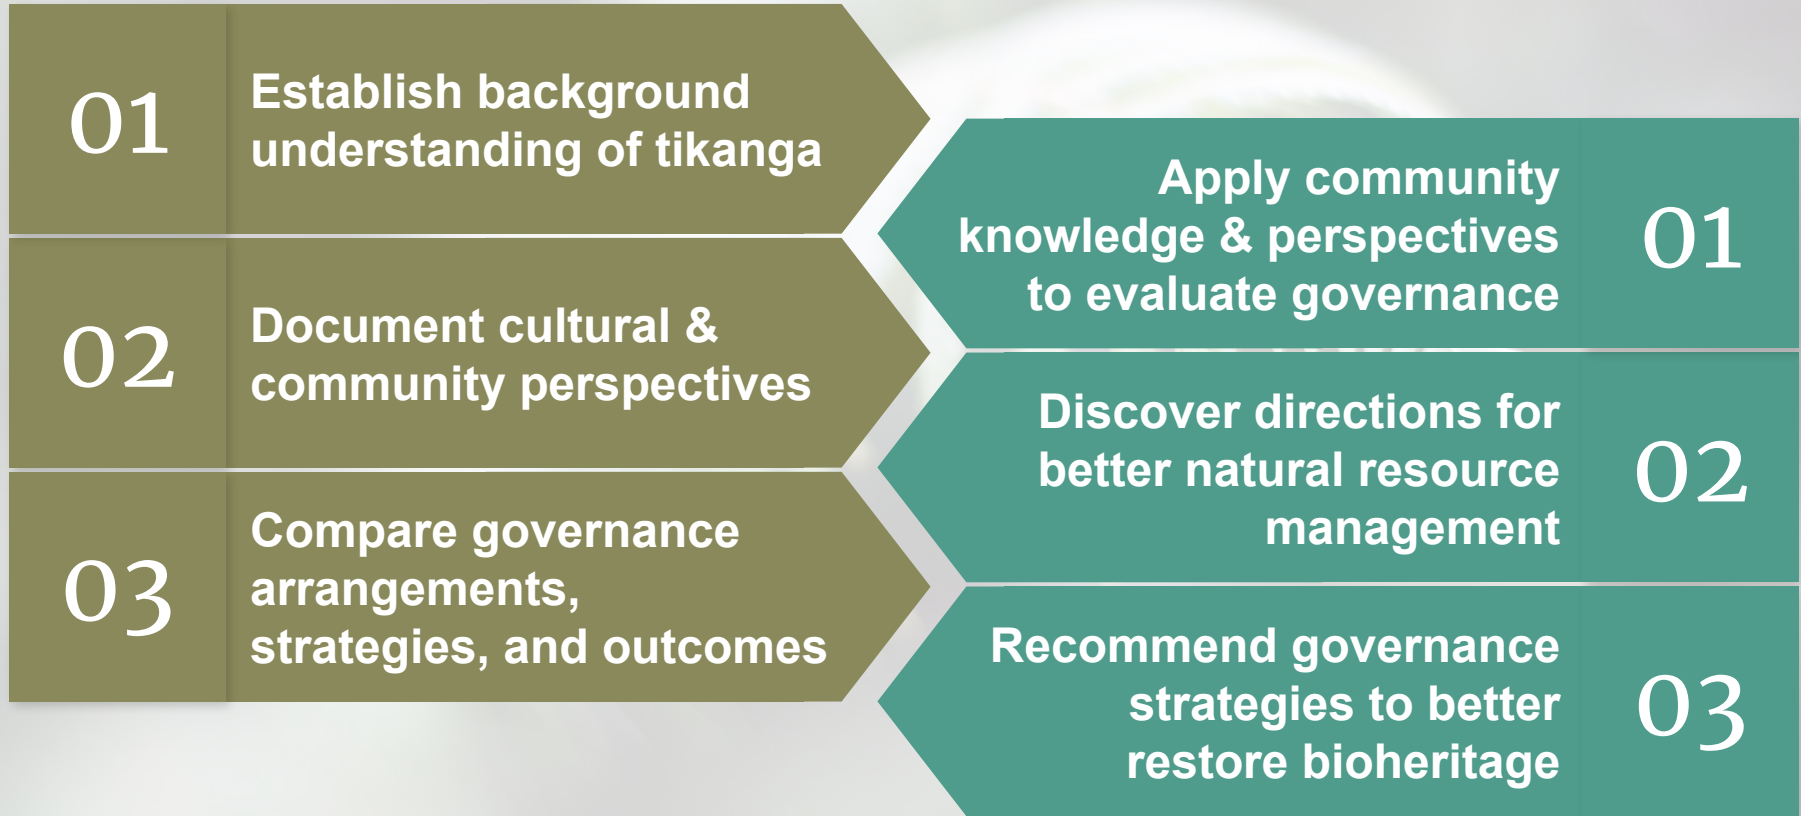 01
Establish background
understanding of tikanga
02
Document cultural &
community perspectives
03
Compare governance
arrangements,
strategies, and outcomes
Apply community
knowledge & perspectives
to evaluate governance
01
Discover directions for
better natural resource
management
02
Recommend governance
strategies to better
restore bioheritage
03